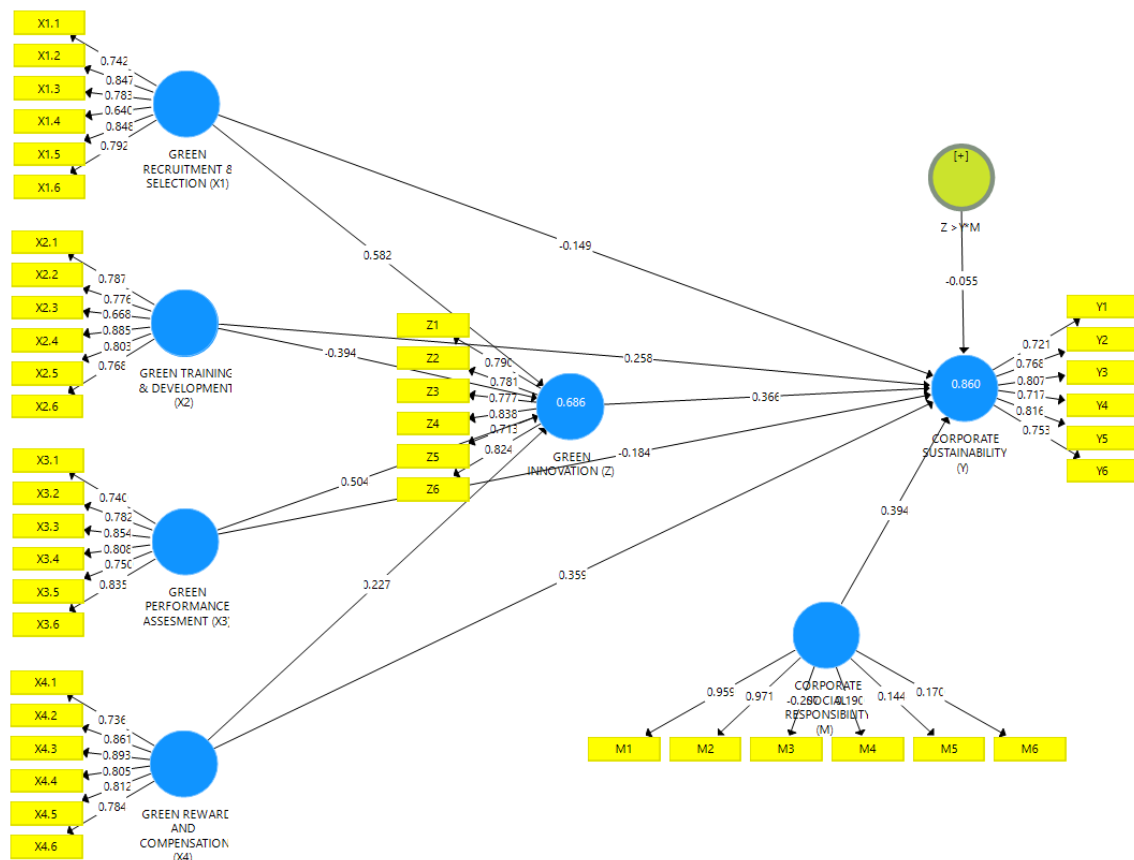 X1.1
X1.2
X1.3
X1.4
X1.5
X1.6
0.742
0.847
0.783
0.640
0.848
0.792
GREEN
RECRUITMENT &
SELECTION (X1)
[+]
Z > Y*M
-0.149
-0.055
0.582
X2.1
X2.2
X2.3
X2.4
X2.5
X2.6
0.787
0.776
0.668
0.885
0.803
0.768
GREEN TRAINING
& DEVELOPMENT
(X2)
-0.394
0.258
Z1
Z2
Z3
Z4
Z5
Z6
0.790
0.781
0.777
0.838
0.713
0.824
0.686
GREEN
INNOVATION (Z)
0.366
-0.184
0.860
CORPORATE
SUSTAINABILITY
(Y)
0.721
0.768
0.807
0.717
0.816
0.753
Y1
Y2
Y3
Y4
Y5
Y6
X3.1
X3.2
X3.3
X3.4
X3.5
X3.6
0.740
0.782
0.854
0.808
0.750
0.835
GREEN
PERFORMANCE
ASSESMENT (X3)
0.504
0.227
0.359
0.394
X4.1
X4.2
X4.3
X4.4
X4.5
X4.6
0.736
0.861
0.893
0.805
0.812
0.784
GREEN REWARD
AND
COMPENSATION
(X4)
CORPORATE
SOCIAL
RESPONSIBILITY
(M)
0.959
0.971
0.190
0.144
0.170
M1
M2
M3
M4
M5
M6